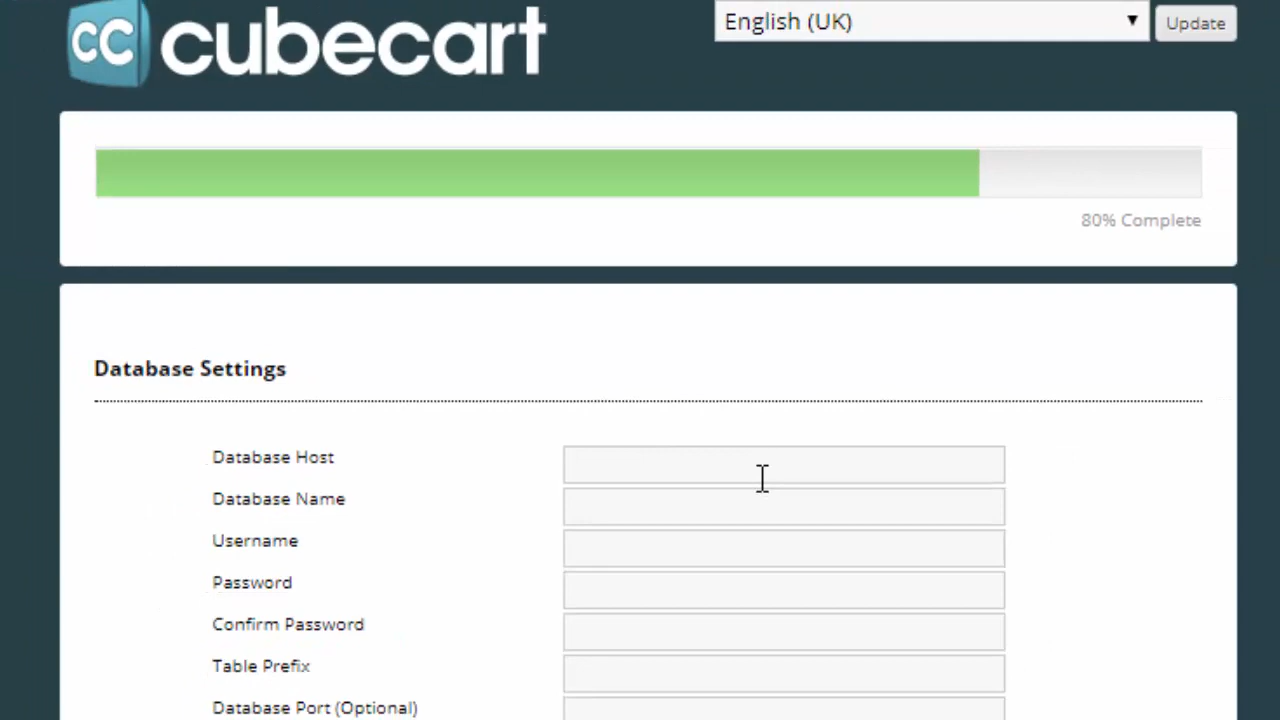 cc cubecart
English (UK)
Update
80% Complete
Database Settings
Database Host
Database Name
Username
Password
Confirm Password
Table Prefix
Database Port (Optional)